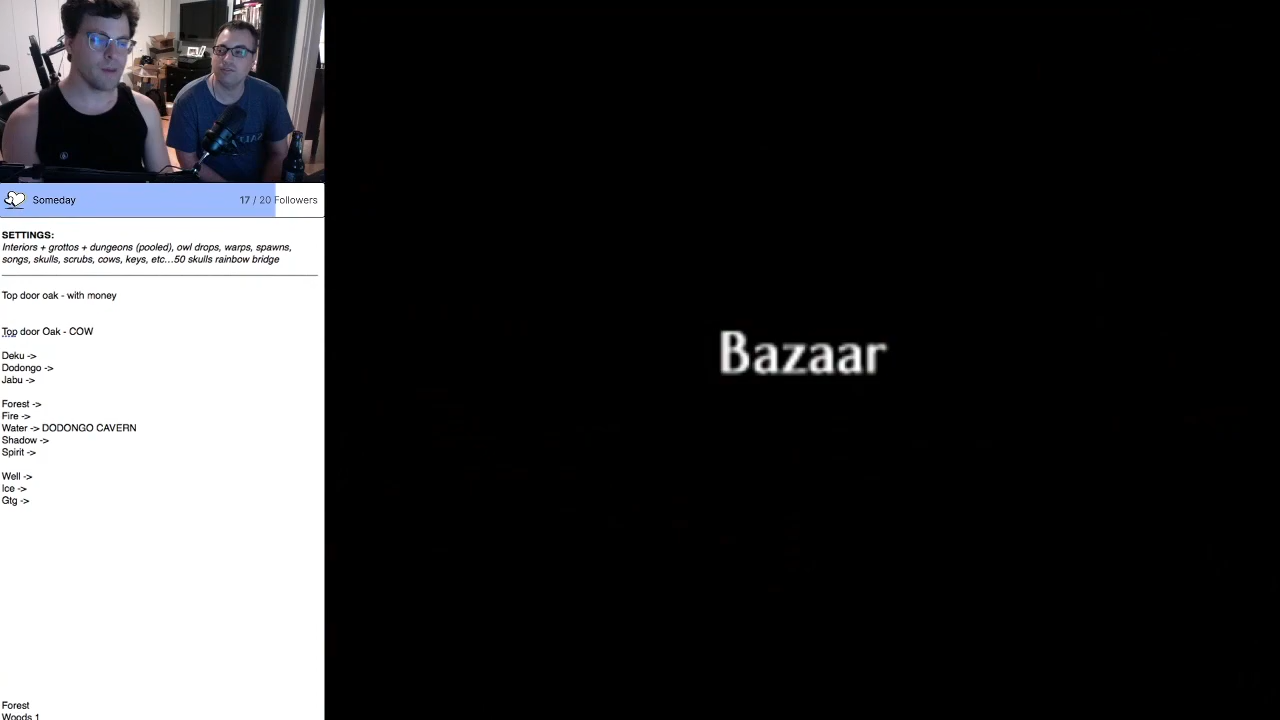 Someday 17 / 20 Followers
SETTINGS:
Interiors + grottos + dungeons (pooled), owl drops, warps, spawns,
songs, skulls, scrubs, cows, keys, etc...50 skulls rainbow bridge
Top door oak - with money
Top door Oak - COW
Deku ->
Dodongo ->
Jabu ->
Forest ->
Fire ->
Water -> DODONGO CAVERN
Shadow ->
Spirit ->
Well ->
Ice ->
Gtg ->
Forest
Woods 1
Bazaar